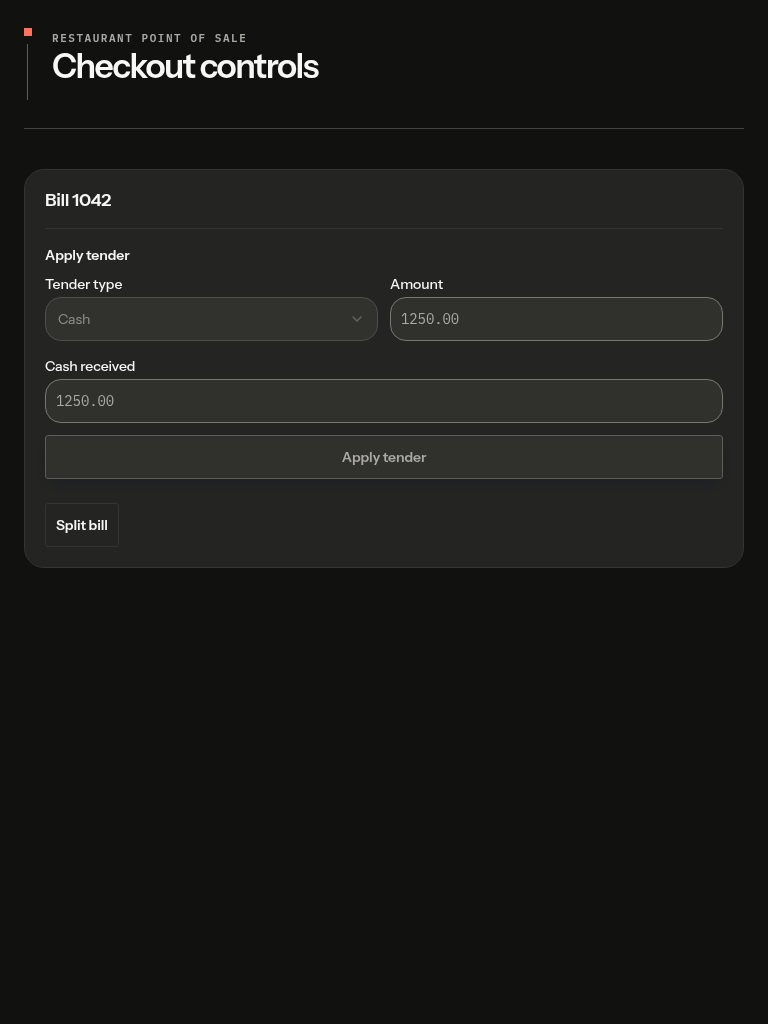 RESTAURANT POINT OF SALE
Checkout controls
Bill 1042
Apply tender
Tender type
Amount
Cash
1250.00
Cash received
1250.00
Apply tender
Split bill